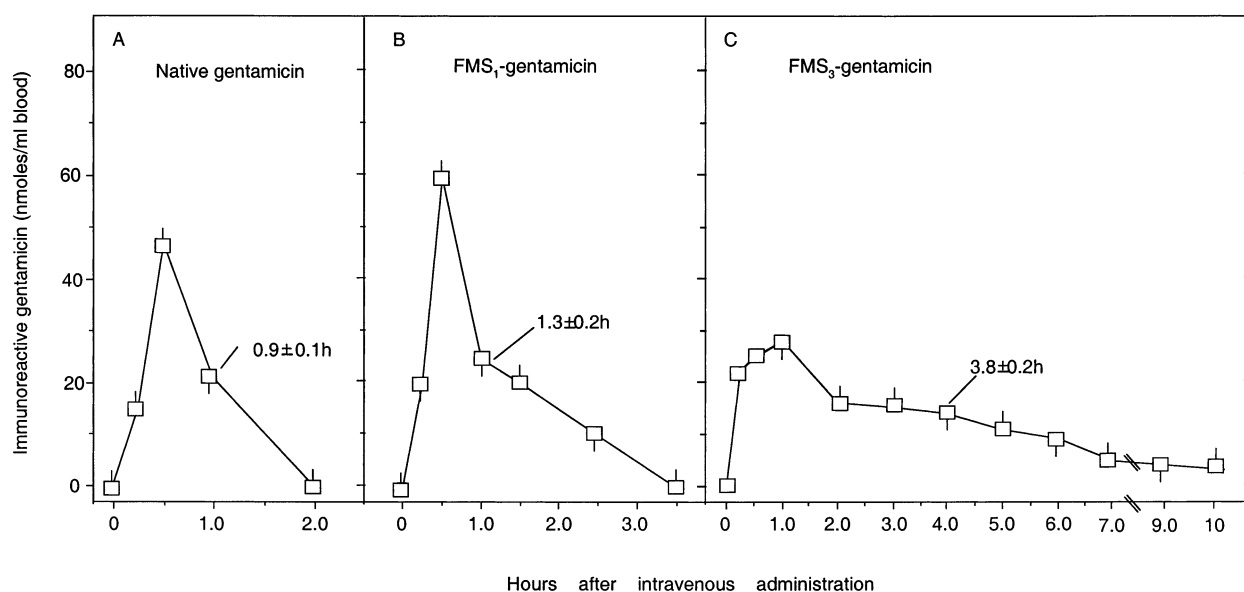 A
B
C
Native gentamicin
FMS₁-gentamicin
FMS₃-gentamicin
Immunoreactive gentamicin (nmoles/ml blood)
80
60
40
20
0
0.9±0.1h
1.3±0.2h
3.8±0.2h
0 1.0 2.0
0 1.0 2.0 3.0
0 1.0 2.0 3.0 4.0 5.0 6.0 7.0 9.0 10
Hours after intravenous administration